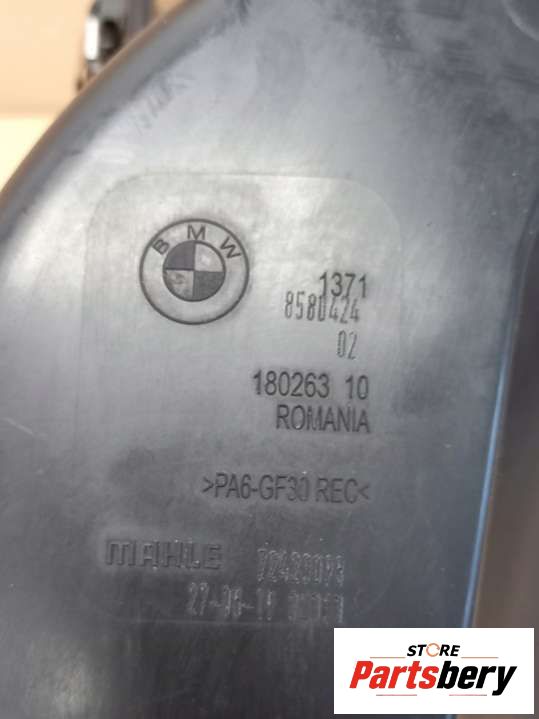 BMW
1371
8580424
02
180263 10
ROMANIA
>PA6-GF30 REC<
MAHLE
STORE
Partsbery